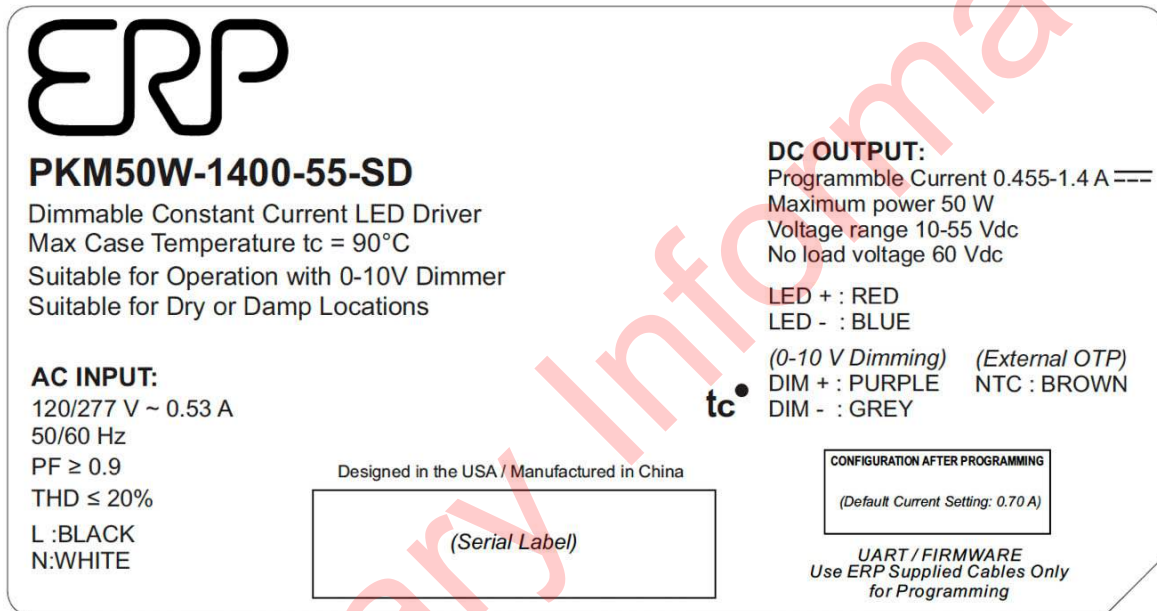 ERP
PKM50W-1400-55-SD
Dimmable Constant Current LED Driver
Max Case Temperature tc = 90°C
Suitable for Operation with 0-10V Dimmer
Suitable for Dry or Damp Locations
AC INPUT:
120/277 V ~ 0.53 A
50/60 Hz
PF ≥ 0.9
THD ≤ 20%
L :BLACK
N:WHITE
Designed in the USA / Manufactured in China
(Serial Label)
DC OUTPUT:
Programmble Current 0.455-1.4 A
Maximum power 50 W
Voltage range 10-55 Vdc
No load voltage 60 Vdc
LED + : RED
LED - : BLUE
(0-10 V Dimming) (External OTP)
DIM + : PURPLE NTC : BROWN
DIM - : GREY
tc
CONFIGURATION AFTER PROGRAMMING
(Default Current Setting: 0.70 A)
UART / FIRMWARE
Use ERP Supplied Cables Only
for Programming
ary Informa